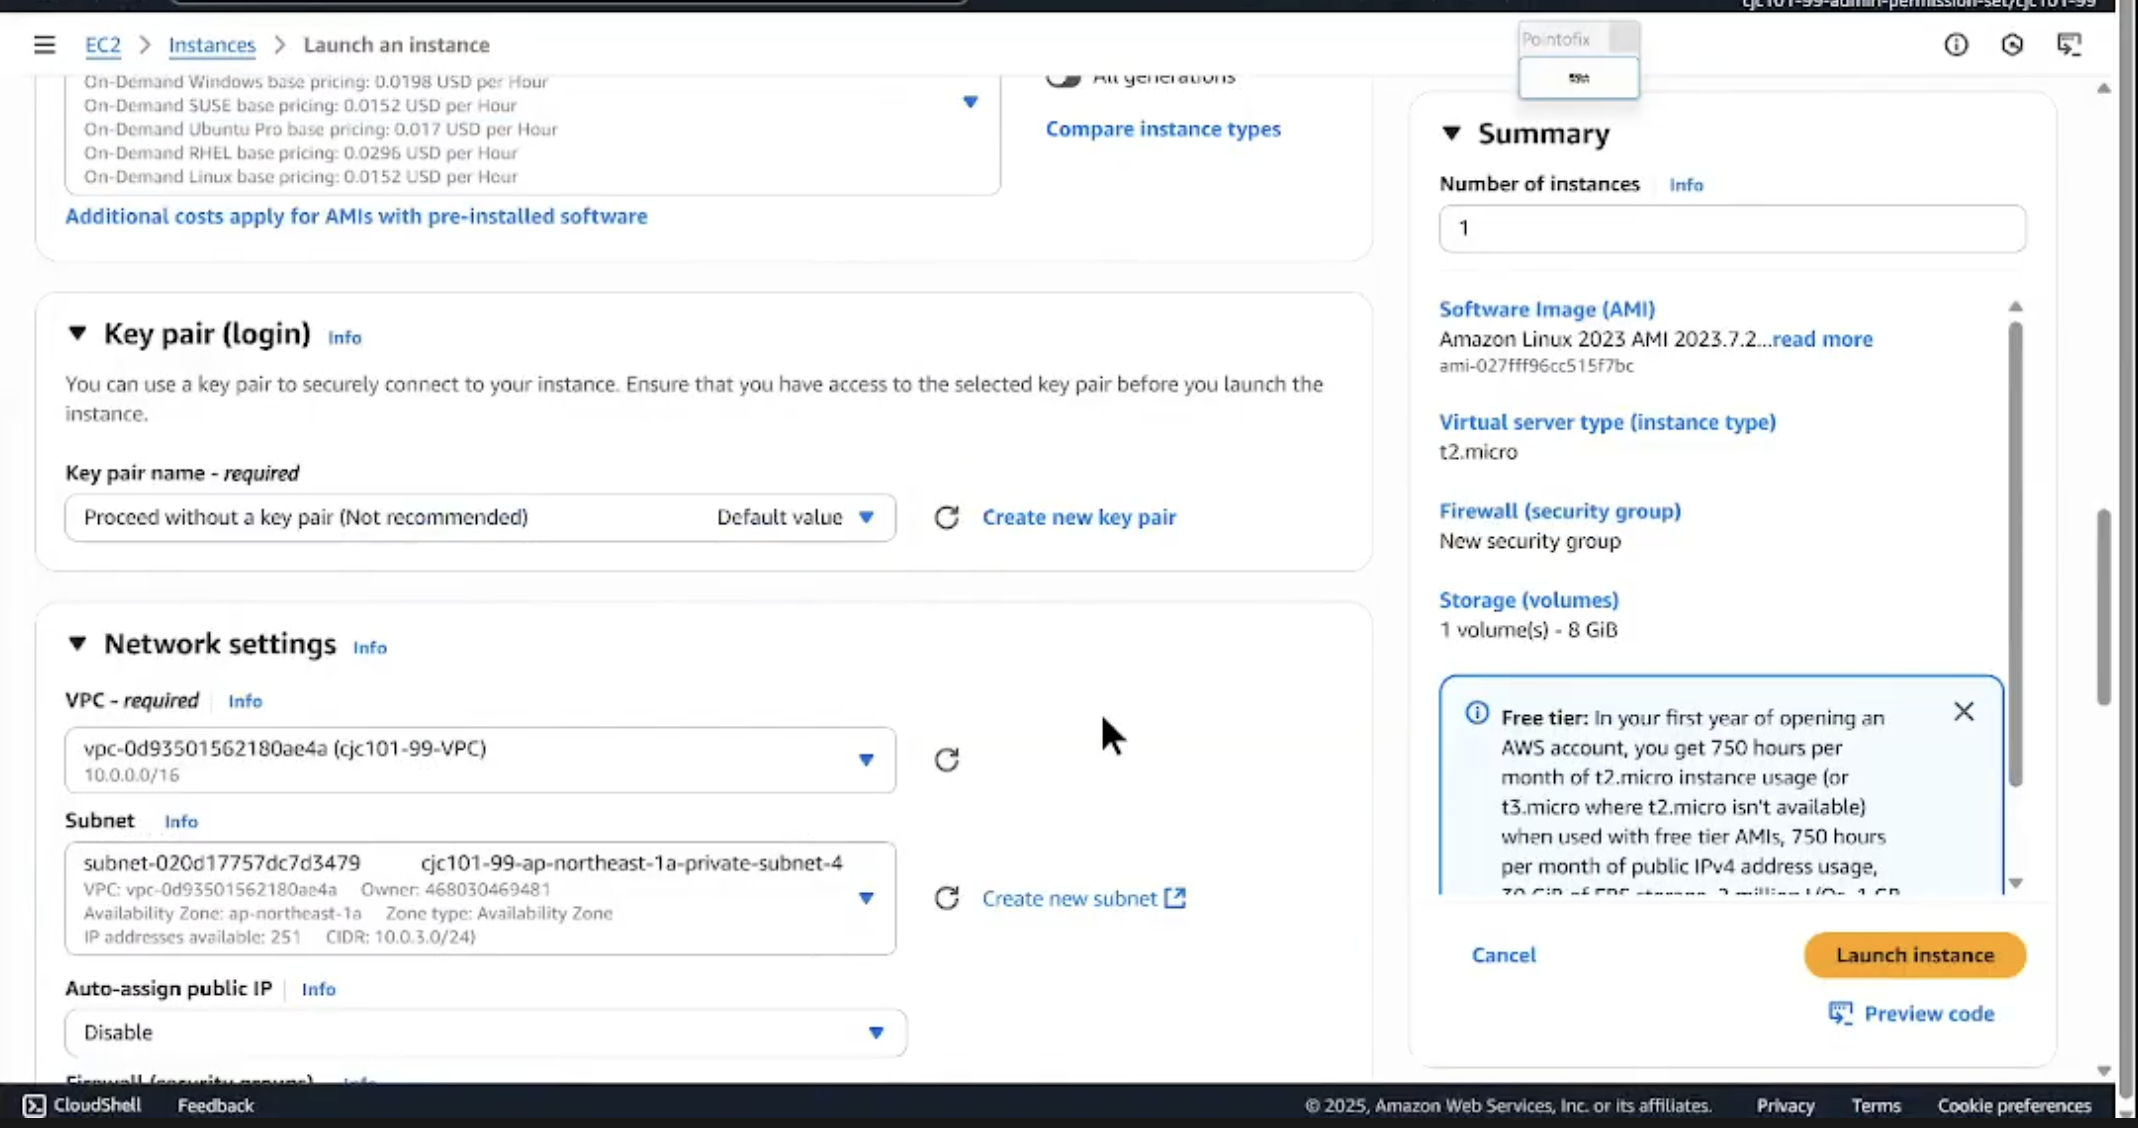 cjc101-99-admin-permission-set/cjc101-99
EC2 > Instances > Launch an instance
Pointofix
On-Demand Windows base pricing: 0.0198 USD per Hour
On-Demand SUSE base pricing: 0.0152 USD per Hour
On-Demand Ubuntu Pro base pricing: 0.017 USD per Hour
On-Demand RHEL base pricing: 0.0296 USD per Hour
On-Demand Linux base pricing: 0.0152 USD per Hour
All generations
Compare instance types
Additional costs apply for AMIs with pre-installed software
Key pair (login) Info
You can use a key pair to securely connect to your instance. Ensure that you have access to the selected key pair before you launch the
instance.
Key pair name - required
Proceed without a key pair (Not recommended) Default value
Create new key pair
Network settings Info
VPC - required Info
vpc-0d93501562180ae4a (cjc101-99-VPC)
10.0.0.0/16
Subnet Info
subnet-020d17757dc7d3479 cjc101-99-ap-northeast-1a-private-subnet-4
VPC: vpc-0d93501562180ae4a Owner: 468030469481
Availability Zone: ap-northeast-1a Zone type: Availability Zone
IP addresses available: 251 CIDR: 10.0.3.0/24)
Create new subnet
Auto-assign public IP Info
Disable
Firewall (security groups) Info
Summary
Number of instances Info
1
Software Image (AMI)
Amazon Linux 2023 AMI 2023.7.2...read more
ami-027fff96cc515f7bc
Virtual server type (instance type)
t2.micro
Firewall (security group)
New security group
Storage (volumes)
1 volume(s) - 8 GiB
Free tier: In your first year of opening an
AWS account, you get 750 hours per
month of t2.micro instance usage (or
t3.micro where t2.micro isn't available)
when used with free tier AMIs, 750 hours
per month of public IPv4 address usage,
Cancel
Launch instance
Preview code
CloudShell Feedback
© 2025, Amazon Web Services, Inc. or its affiliates. Privacy Terms Cookie preferences